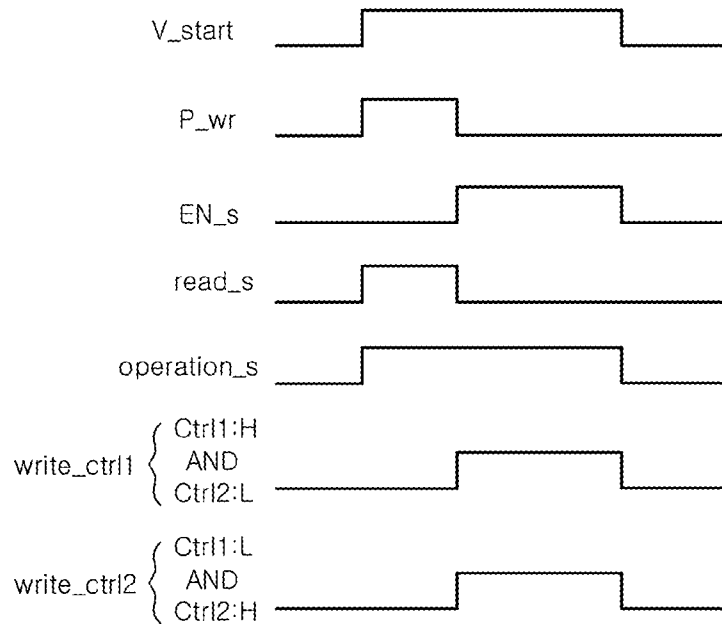 V_start
P_wr
EN_s
read_s
operation_s
Ctrl1:H
write_ctrl1 AND
Ctrl2:L
Ctrl1:L
write_ctrl2 AND
Ctrl2:H